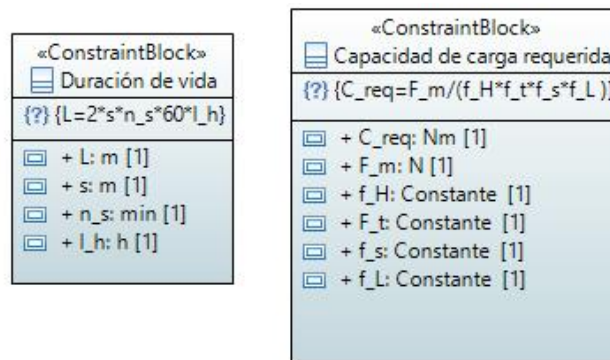 «ConstraintBlock»
Duración de vida
{?} {L=2*s*n_s*60*l_h}
+ L: m [1]
+ s: m [1]
+ n_s: min [1]
+ l_h: h [1]
«ConstraintBlock»
Capacidad de carga requerida
{?} {C_req=F_m/(f_H*f_t*f_s*f_L )}
+ C_req: Nm [1]
+ F_m: N [1]
+ f_H: Constante [1]
+ F_t: Constante [1]
+ f_s: Constante [1]
+ f_L: Constante [1]